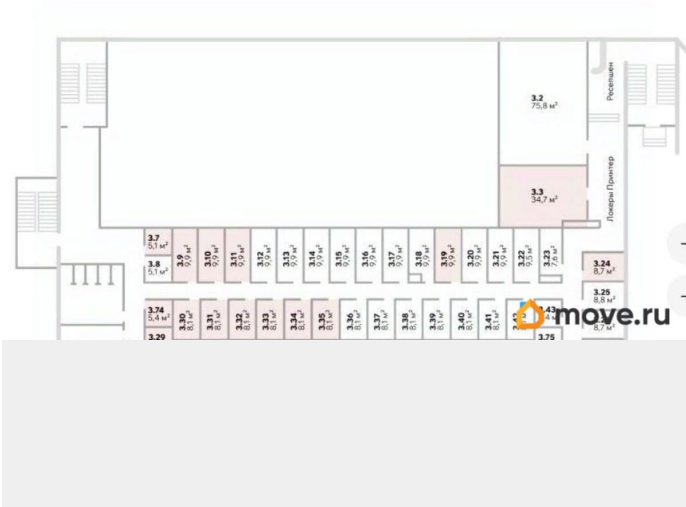 3.2
75,8 м²
Ресепшен
3.3
34,7 м²
Локеры Принтер
3.7
5,1 м²
3.8
5,1 м²
3.9
9,9 м²
3.10
9,9 м²
3.11
9,9 м²
3.12
9,9 м²
3.13
9,9 м²
3.14
9,9 м²
3.15
9,9 м²
3.16
9,9 м²
3.17
9,9 м²
3.18
9,9 м²
3.19
9,9 м²
3.20
9,9 м²
3.21
9,9 м²
3.22
9,5 м²
3.23
7,6 м²
3.24
8,7 м²
3.25
8,8 м²
8,7 м²
3.74
5,4 м²
3.29
3.30
8,1 м²
3.31
8,1 м²
3.32
8,1 м²
3.33
8,1 м²
3.34
8,1 м²
3.35
8,1 м²
3.36
8,1 м²
3.37
8,1 м²
3.38
8,1 м²
3.39
8,1 м²
3.40
8,1 м²
3.41
8,1 м²
3.43
3.75
move.ru